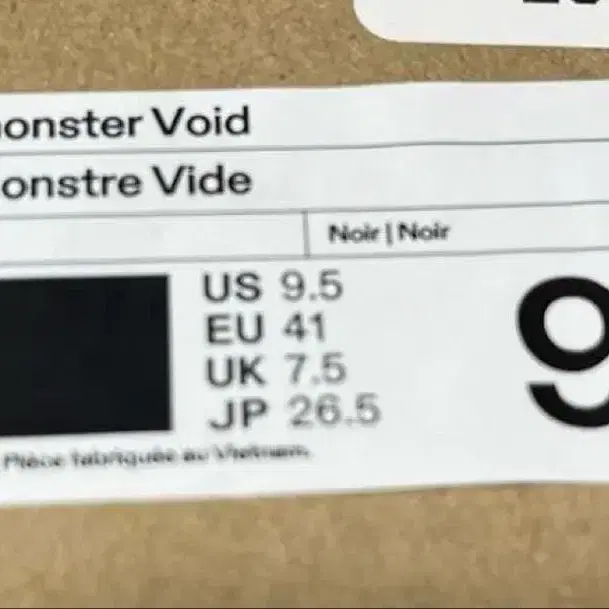 onster Void
onstre Vide
Noir | Noir
US 9.5
EU 41
UK 7.5
JP 26.5
9
Pièce fabriquée au Vietnam.